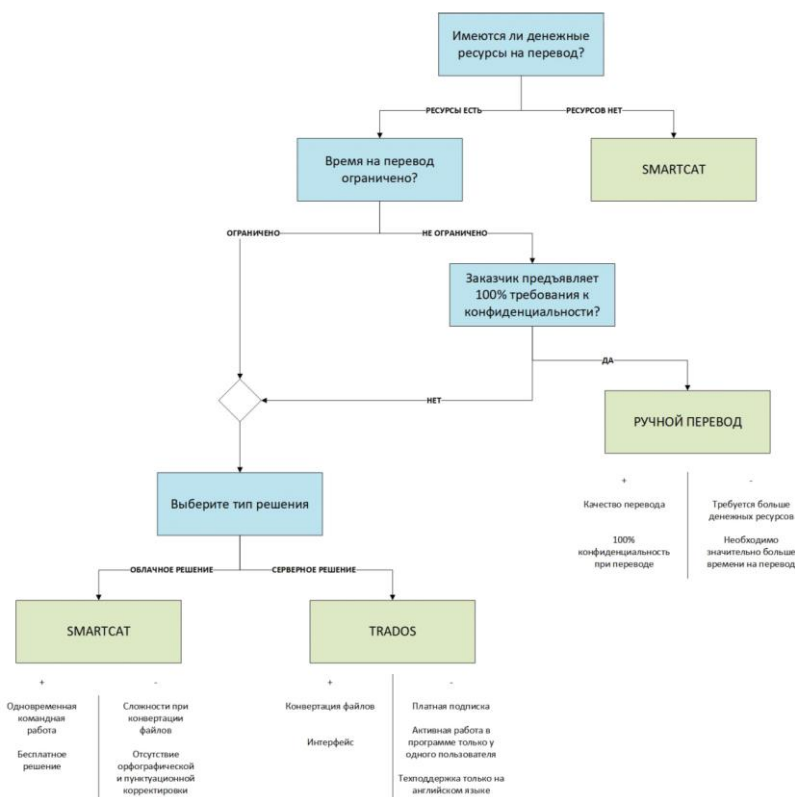 Имеются ли денежные
ресурсы на перевод?
РЕСУРСЫ ЕСТЬ
РЕСУРСОВ НЕТ
Время на перевод
ограничено?
SMARTCAT
ОГРАНИЧЕНО
НЕ ОГРАНИЧЕНО
Заказчик предъявляет
100% требования к
конфиденциальности?
ДА
НЕТ
РУЧНОЙ ПЕРЕВОД
+
-
Качество перевода
100%
конфиденциальность
при переводе
Требуется больше
денежных ресурсов
Необходимо
значительно больше
времени на перевод
Выберите тип решения
ОБЛАЧНОЕ РЕШЕНИЕ
СЕРВЕРНОЕ РЕШЕНИЕ
SMARTCAT
+
-
Одновременная
командная
работа
Бесплатное
решение
Сложности при
конвертации
файлов
Отсутствие
орфографической
и пунктуационной
корректировки
TRADOS
+
-
Конвертация файлов
Интерфейс
Платная подписка
Активная работа в
программе только у
одного пользователя
Техподдержка только на
английском языке